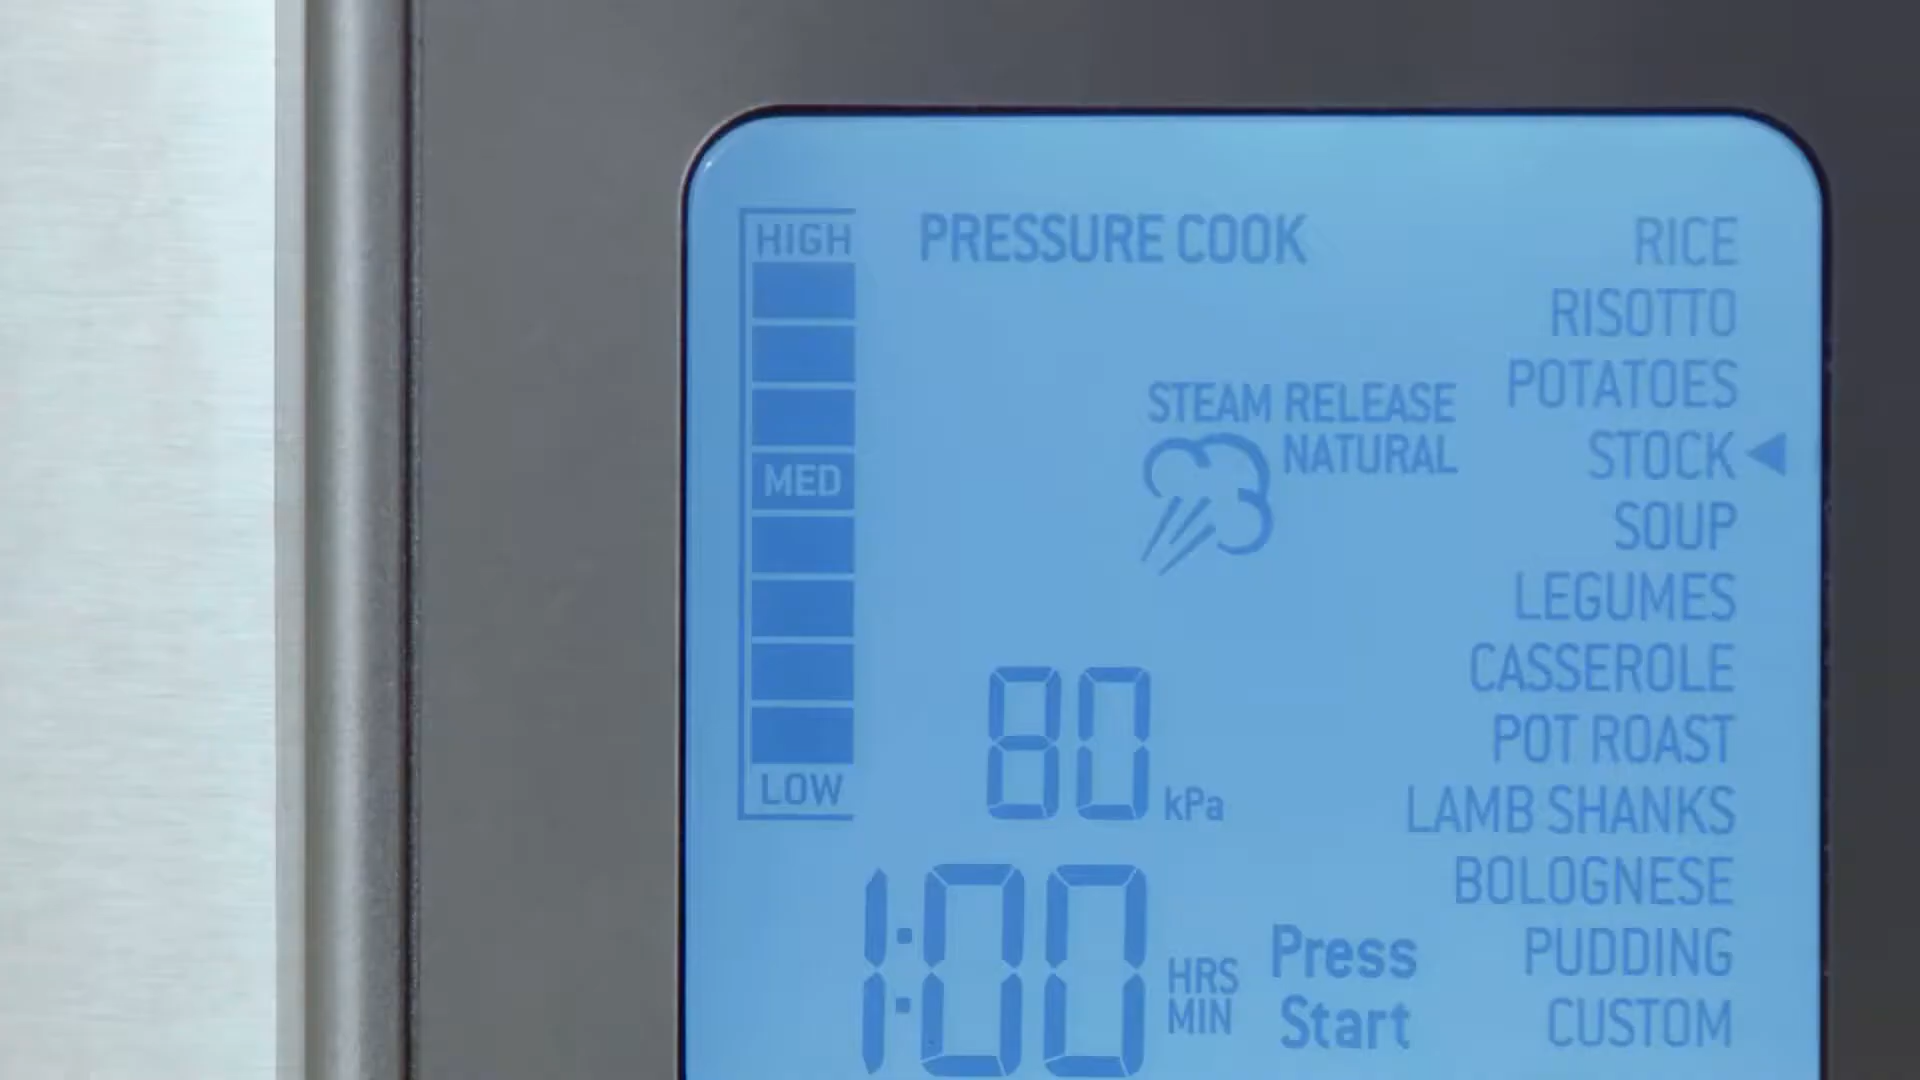 HIGH
MED
LOW
PRESSURE COOK
STEAM RELEASE
NATURAL
80 kPa
1:00 HRS
MIN
Press
Start
RICE
RISOTTO
POTATOES
STOCK
SOUP
LEGUMES
CASSEROLE
POT ROAST
LAMB SHANKS
BOLOGNESE
PUDDING
CUSTOM